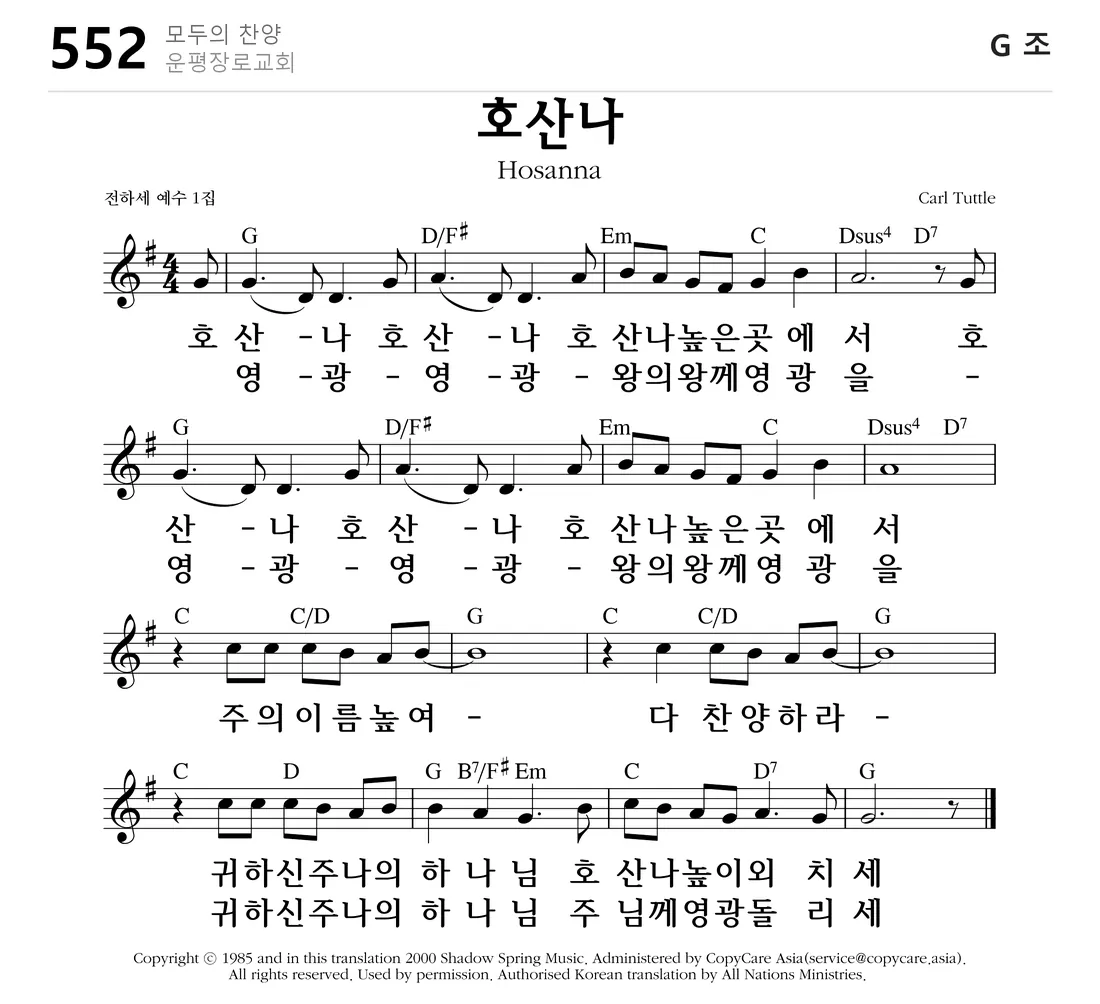 552 모두의 찬양
운평장로교회
G 조
호산나
Hosanna
전하세 예수 1집
Carl Tuttle
G D/F♯ Em C Dsus4 D7
호 산 - 나 호 산 - 나 호 산나높은곳 에 서 호
영 - 광 - 영 - 광 - 왕의왕께영 광 을 -
G D/F♯ Em C Dsus4 D7
산 - 나 호 산 - 나 호 산나높은곳 에 서
영 - 광 - 영 - 광 - 왕의왕께영 광 을
C C/D G C C/D G
주의이름높여 - 다 찬양하라 -
C D G B7/F♯ Em C D7 G
귀하신주나의 하 나 님 호 산나높이외 치 세
귀하신주나의 하 나 님 주 님께영광돌 리 세
Copyright ⓒ 1985 and in this translation 2000 Shadow Spring Music. Administered by CopyCare Asia(service@copycare.asia).
All rights reserved. Used by permission. Authorised Korean translation by All Nations Ministries.